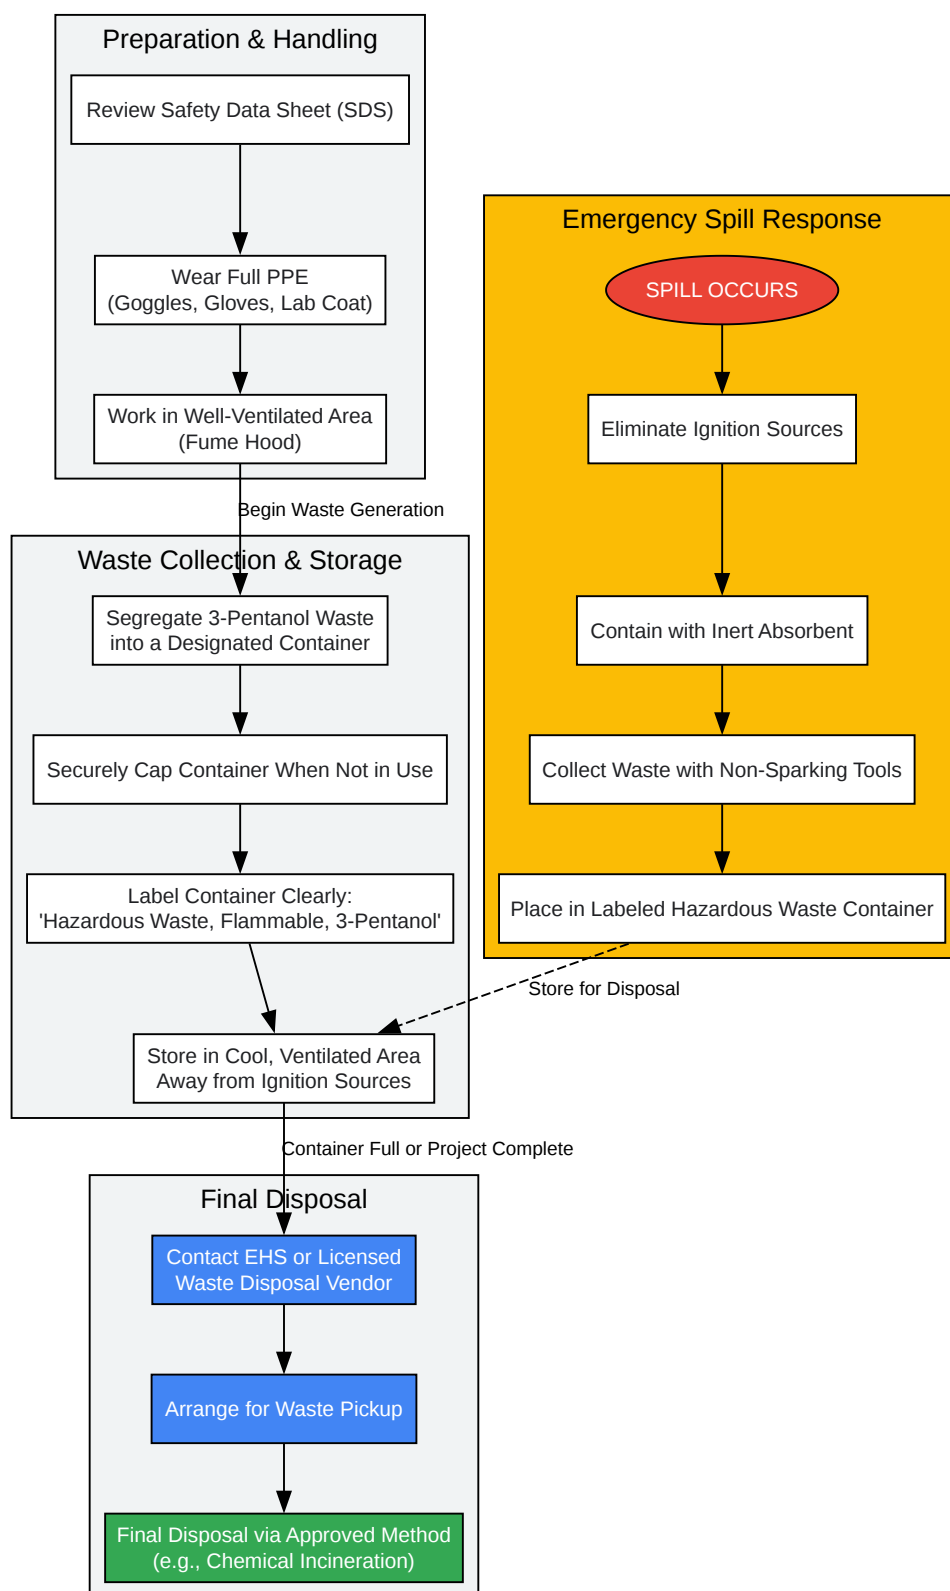 Preparation & Handling
Review Safety Data Sheet (SDS)
Wear Full PPE
(Goggles, Gloves, Lab Coat)
Work in Well-Ventilated Area
(Fume Hood)
Begin Waste Generation
Waste Collection & Storage
Segregate 3-Pentanol Waste
into a Designated Container
Securely Cap Container When Not in Use
Label Container Clearly:
'Hazardous Waste, Flammable, 3-Pentanol'
Store in Cool, Ventilated Area
Away from Ignition Sources
Container Full or Project Complete
Final Disposal
Contact EHS or Licensed
Waste Disposal Vendor
Arrange for Waste Pickup
Final Disposal via Approved Method
(e.g., Chemical Incineration)
Emergency Spill Response
SPILL OCCURS
Eliminate Ignition Sources
Contain with Inert Absorbent
Collect Waste with Non-Sparking Tools
Place in Labeled Hazardous Waste Container
Store for Disposal